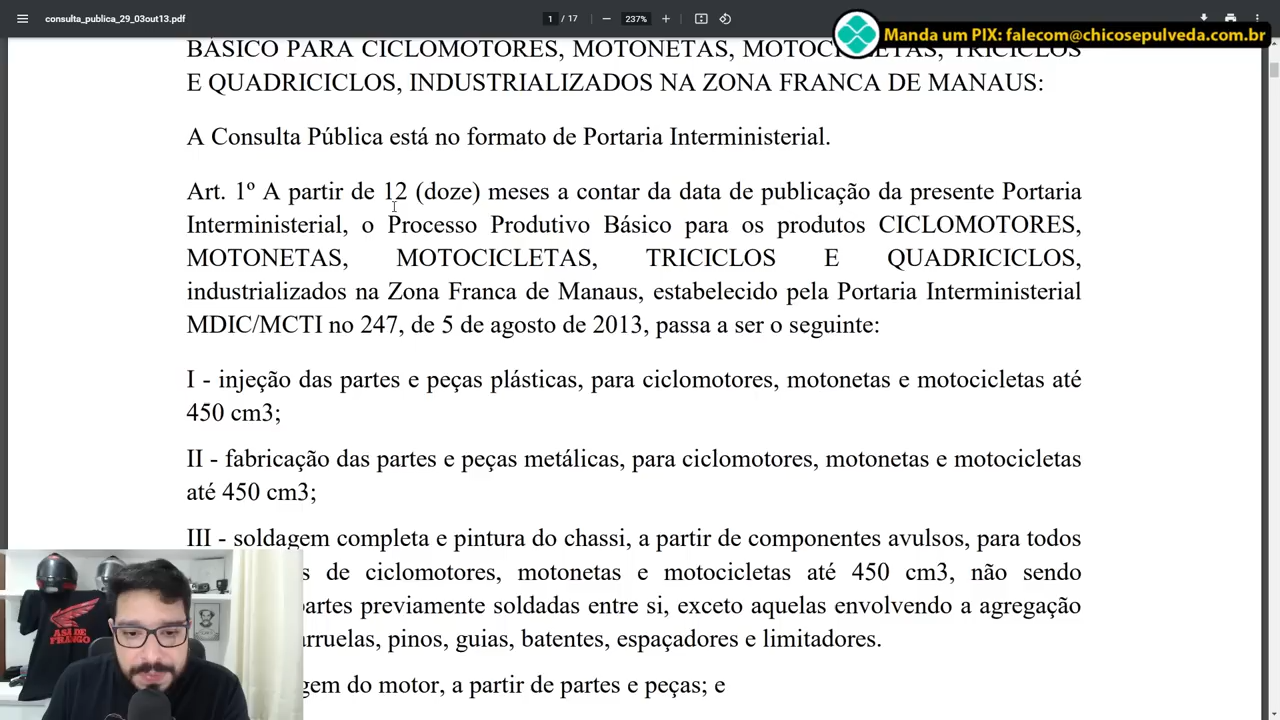 consulta_publica_29_03out13.pdf
1 / 17
237%
Manda um PIX: falecom@chicosepulveda.com.br
BÁSICO PARA CICLOMOTORES, MOTONETAS, MOTOCICLETAS, TRICICLOS
E QUADRICICLOS, INDUSTRIALIZADOS NA ZONA FRANCA DE MANAUS:
A Consulta Pública está no formato de Portaria Interministerial.
Art. 1º A partir de 12 (doze) meses a contar da data de publicação da presente Portaria
Interministerial, o Processo Produtivo Básico para os produtos CICLOMOTORES,
MOTONETAS, MOTOCICLETAS, TRICICLOS E QUADRICICLOS,
industrializados na Zona Franca de Manaus, estabelecido pela Portaria Interministerial
MDIC/MCTI no 247, de 5 de agosto de 2013, passa a ser o seguinte:
I - injeção das partes e peças plásticas, para ciclomotores, motonetas e motocicletas até
450 cm3;
II - fabricação das partes e peças metálicas, para ciclomotores, motonetas e motocicletas
até 450 cm3;
III - soldagem completa e pintura do chassi, a partir de componentes avulsos, para todos
de ciclomotores, motonetas e motocicletas até 450 cm3, não sendo
partes previamente soldadas entre si, exceto aquelas envolvendo a agregação
pinos, guias, batentes, espaçadores e limitadores.
do motor, a partir de partes e peças; e
ASA DE
FRANGO